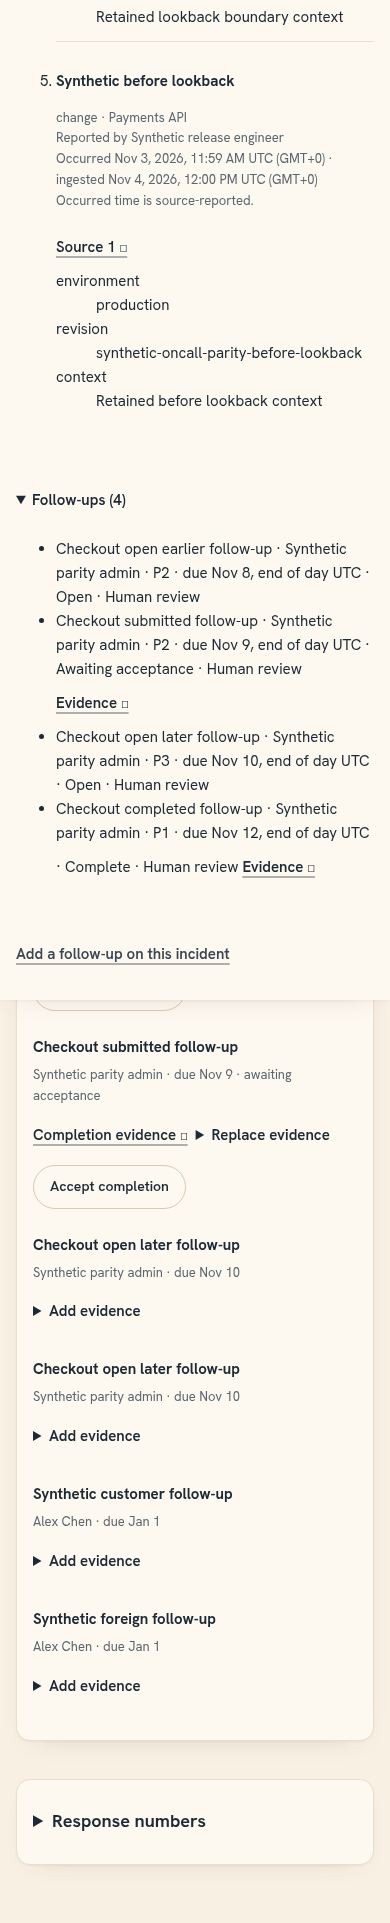 Retained lookback boundary context
5. Synthetic before lookback
change · Payments API
Reported by Synthetic release engineer
Occurred Nov 3, 2026, 11:59 AM UTC (GMT+0) ·
ingested Nov 4, 2026, 12:00 PM UTC (GMT+0)
Occurred time is source-reported.
Source 1
environment
production
revision
synthetic-oncall-parity-before-lookback
context
Retained before lookback context
▼ Follow-ups (4)
• Checkout open earlier follow-up · Synthetic
parity admin · P2 · due Nov 8, end of day UTC ·
Open · Human review
• Checkout submitted follow-up · Synthetic
parity admin · P2 · due Nov 9, end of day UTC ·
Awaiting acceptance · Human review
Evidence
• Checkout open later follow-up · Synthetic
parity admin · P3 · due Nov 10, end of day UTC
· Open · Human review
• Checkout completed follow-up · Synthetic
parity admin · P1 · due Nov 12, end of day UTC
· Complete · Human review Evidence
Add a follow-up on this incident
Checkout submitted follow-up
Synthetic parity admin · due Nov 9 · awaiting
acceptance
Completion evidence ▶ Replace evidence
Accept completion
Checkout open later follow-up
Synthetic parity admin · due Nov 10
▶ Add evidence
Checkout open later follow-up
Synthetic parity admin · due Nov 10
▶ Add evidence
Synthetic customer follow-up
Alex Chen · due Jan 1
▶ Add evidence
Synthetic foreign follow-up
Alex Chen · due Jan 1
▶ Add evidence
▶ Response numbers